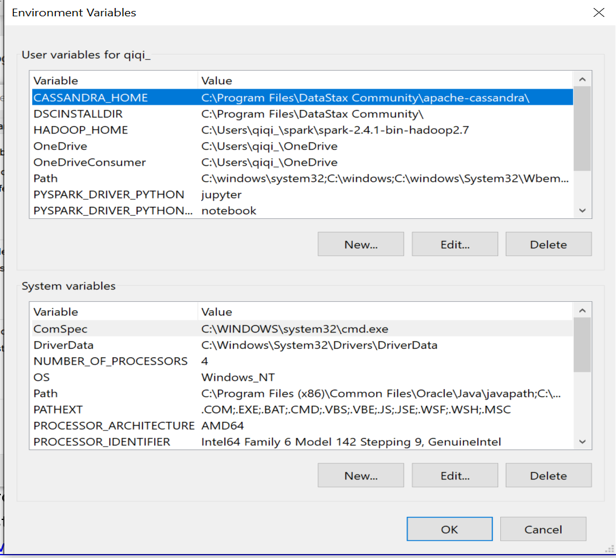 Environment Variables
User variables for qiqi_
Variable Value
CASSANDRA_HOME C:\Program Files\DataStax Community\apache-cassandra\
DSCINSTALLDIR C:\Program Files\DataStax Community\
HADOOP_HOME C:\Users\qiqi_\spark\spark-2.4.1-bin-hadoop2.7
OneDrive C:\Users\qiqi_\OneDrive
OneDriveConsumer C:\Users\qiqi_\OneDrive
Path C:\windows\system32;C:\windows;C:\windows\System32\Wbem...
PYSPARK_DRIVER_PYTHON jupyter
PYSPARK_DRIVER_PYTHON... notebook
New... Edit... Delete
System variables
Variable Value
ComSpec C:\WINDOWS\system32\cmd.exe
DriverData C:\Windows\System32\Drivers\DriverData
NUMBER_OF_PROCESSORS 4
OS Windows_NT
Path C:\Program Files (x86)\Common Files\Oracle\Java\javapath;C:\...
PATHEXT .COM;.EXE;.BAT;.CMD;.VBS;.VBE;.JS;.JSE;.WSF;.WSH;.MSC
PROCESSOR_ARCHITECTURE AMD64
PROCESSOR_IDENTIFIER Intel64 Family 6 Model 142 Stepping 9, GenuineIntel
New... Edit... Delete
OK Cancel